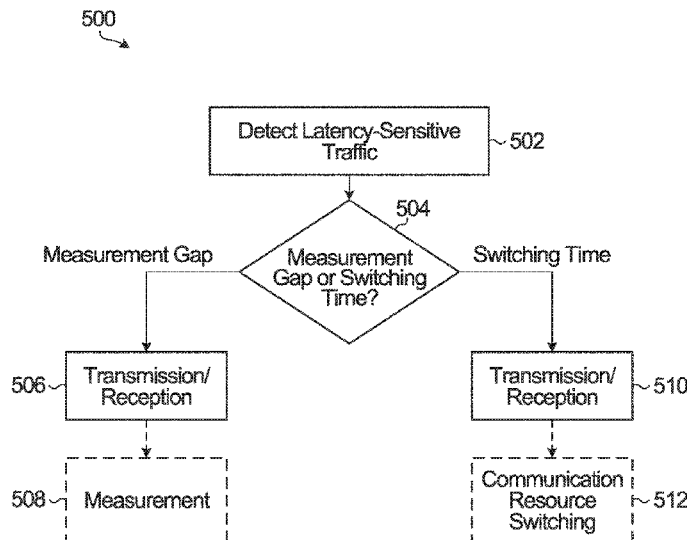 500
Detect Latency-Sensitive
Traffic
502
504
Measurement Gap
Measurement
Gap or Switching
Time?
Switching Time
506
Transmission/
Reception
Transmission/
Reception
510
508
Measurement
Communication
Resource
Switching
512